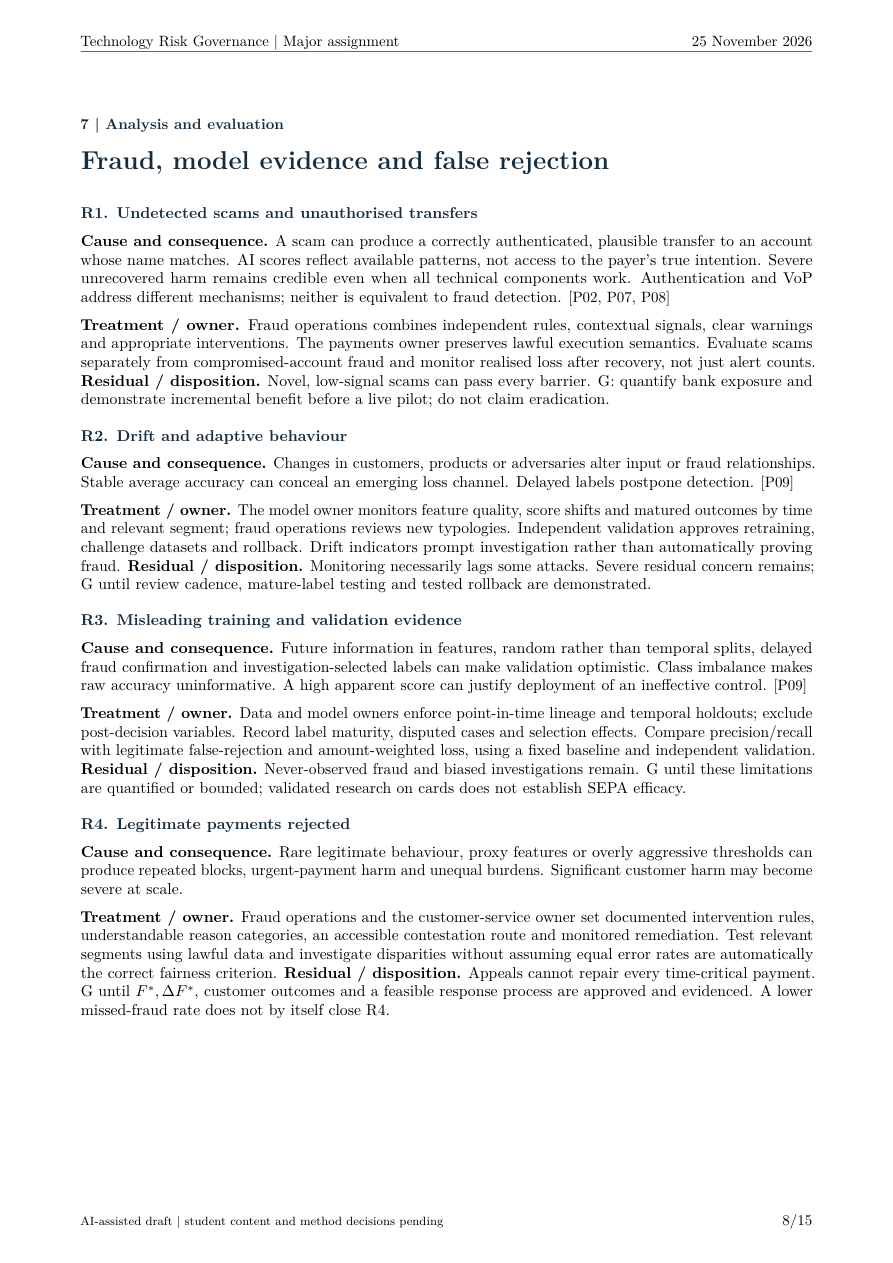 Technology Risk Governance | Major assignment
25 November 2026
7 | Analysis and evaluation
Fraud, model evidence and false rejection
R1. Undetected scams and unauthorised transfers
Cause and consequence. A scam can produce a correctly authenticated, plausible transfer to an account
whose name matches. AI scores reflect available patterns, not access to the payer's true intention. Severe
unrecovered harm remains credible even when all technical components work. Authentication and VoP
address different mechanisms; neither is equivalent to fraud detection. [P02, P07, P08]
Treatment / owner. Fraud operations combines independent rules, contextual signals, clear warnings
and appropriate interventions. The payments owner preserves lawful execution semantics. Evaluate scams
separately from compromised-account fraud and monitor realised loss after recovery, not just alert counts.
Residual / disposition. Novel, low-signal scams can pass every barrier. G: quantify bank exposure and
demonstrate incremental benefit before a live pilot; do not claim eradication.
R2. Drift and adaptive behaviour
Cause and consequence. Changes in customers, products or adversaries alter input or fraud relationships.
Stable average accuracy can conceal an emerging loss channel. Delayed labels postpone detection. [P09]
Treatment / owner. The model owner monitors feature quality, score shifts and matured outcomes by time
and relevant segment; fraud operations reviews new typologies. Independent validation approves retraining,
challenge datasets and rollback. Drift indicators prompt investigation rather than automatically proving
fraud. Residual / disposition. Monitoring necessarily lags some attacks. Severe residual concern remains;
G until review cadence, mature-label testing and tested rollback are demonstrated.
R3. Misleading training and validation evidence
Cause and consequence. Future information in features, random rather than temporal splits, delayed
fraud confirmation and investigation-selected labels can make validation optimistic. Class imbalance makes
raw accuracy uninformative. A high apparent score can justify deployment of an ineffective control. [P09]
Treatment / owner. Data and model owners enforce point-in-time lineage and temporal holdouts; exclude
post-decision variables. Record label maturity, disputed cases and selection effects. Compare precision/recall
with legitimate false-rejection and amount-weighted loss, using a fixed baseline and independent validation.
Residual / disposition. Never-observed fraud and biased investigations remain. G until these limitations
are quantified or bounded; validated research on cards does not establish SEPA efficacy.
R4. Legitimate payments rejected
Cause and consequence. Rare legitimate behaviour, proxy features or overly aggressive thresholds can
produce repeated blocks, urgent-payment harm and unequal burdens. Significant customer harm may become
severe at scale.
Treatment / owner. Fraud operations and the customer-service owner set documented intervention rules,
understandable reason categories, an accessible contestation route and monitored remediation. Test relevant
segments using lawful data and investigate disparities without assuming equal error rates are automatically
the correct fairness criterion. Residual / disposition. Appeals cannot repair every time-critical payment.
G until F*, ΔF*, customer outcomes and a feasible response process are approved and evidenced. A lower
missed-fraud rate does not by itself close R4.
AI-assisted draft | student content and method decisions pending
8/15